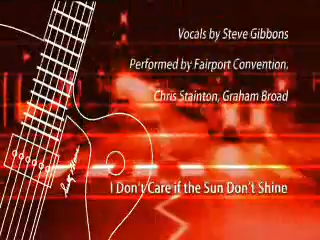 Vocals by Steve Gibbons
Performed by Fairport Convention,
Chris Stainton, Graham Broad
I Don't Care if the Sun Don't Shine